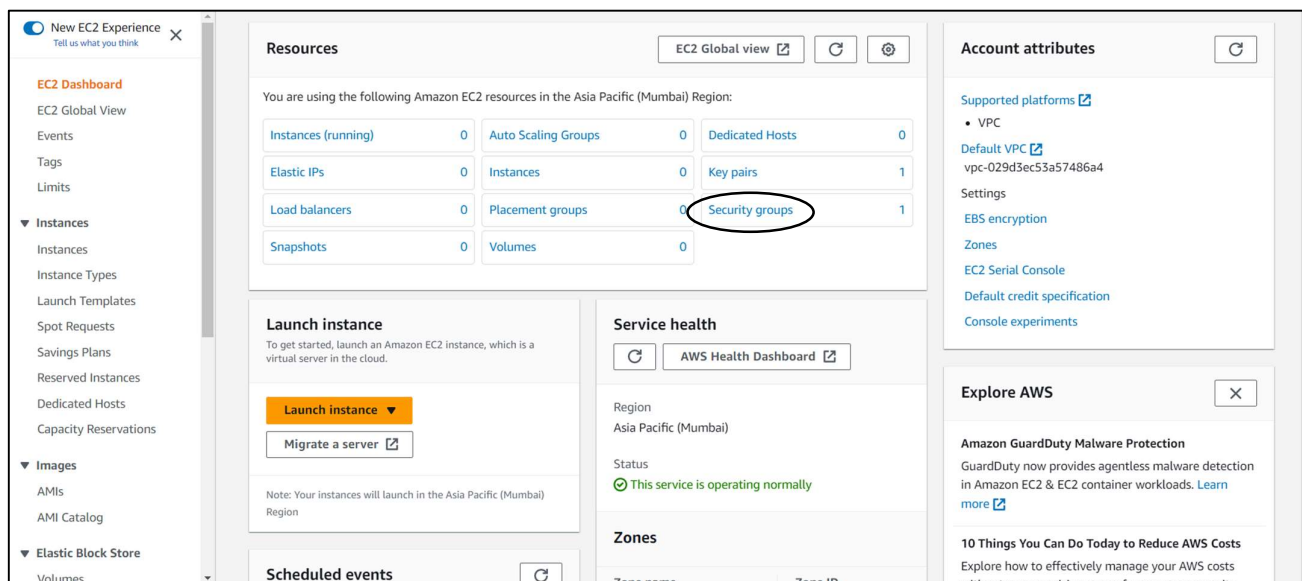 New EC2 Experience
Tell us what you think
EC2 Dashboard
EC2 Global View
Events
Tags
Limits
Instances
Instances
Instance Types
Launch Templates
Spot Requests
Savings Plans
Reserved Instances
Dedicated Hosts
Capacity Reservations
Images
AMIs
AMI Catalog
Elastic Block Store
Volumes
Resources
EC2 Global view
You are using the following Amazon EC2 resources in the Asia Pacific (Mumbai) Region:
Instances (running) 0 Auto Scaling Groups 0 Dedicated Hosts 0
Elastic IPs 0 Instances 0 Key pairs 1
Load balancers 0 Placement groups 0 Security groups 1
Snapshots 0 Volumes 0
Launch instance
To get started, launch an Amazon EC2 instance, which is a
virtual server in the cloud.
Launch instance
Migrate a server
Note: Your instances will launch in the Asia Pacific (Mumbai)
Region
Scheduled events
Service health
AWS Health Dashboard
Region
Asia Pacific (Mumbai)
Status
This service is operating normally
Zones
Zone name Zone ID
Account attributes
Supported platforms
• VPC
Default VPC
vpc-029d3ec53a57486a4
Settings
EBS encryption
Zones
EC2 Serial Console
Default credit specification
Console experiments
Explore AWS
Amazon GuardDuty Malware Protection
GuardDuty now provides agentless malware detection
in Amazon EC2 & EC2 container workloads. Learn
more
10 Things You Can Do Today to Reduce AWS Costs
Explore how to effectively manage your AWS costs